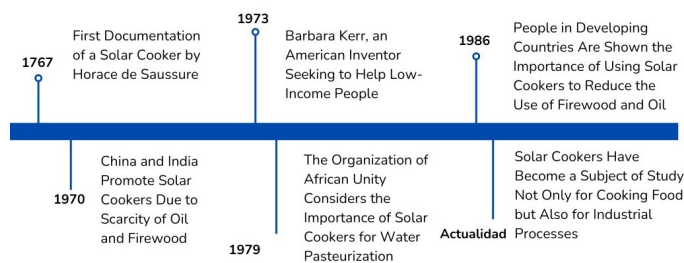 1767
First Documentation
of a Solar Cooker by
Horace de Saussure
1973
Barbara Kerr, an
American Inventor
Seeking to Help Low-
Income People
1986
People in Developing
Countries Are Shown the
Importance of Using Solar
Cookers to Reduce the
Use of Firewood and Oil
1970
China and India
Promote Solar
Cookers Due to
Scarcity of Oil
and Firewood
1979
The Organization of
African Unity
Considers the
Importance of Solar
Cookers for Water
Pasteurization
Actualidad
Solar Cookers Have
Become a Subject of Study
Not Only for Cooking Food
but Also for Industrial
Processes